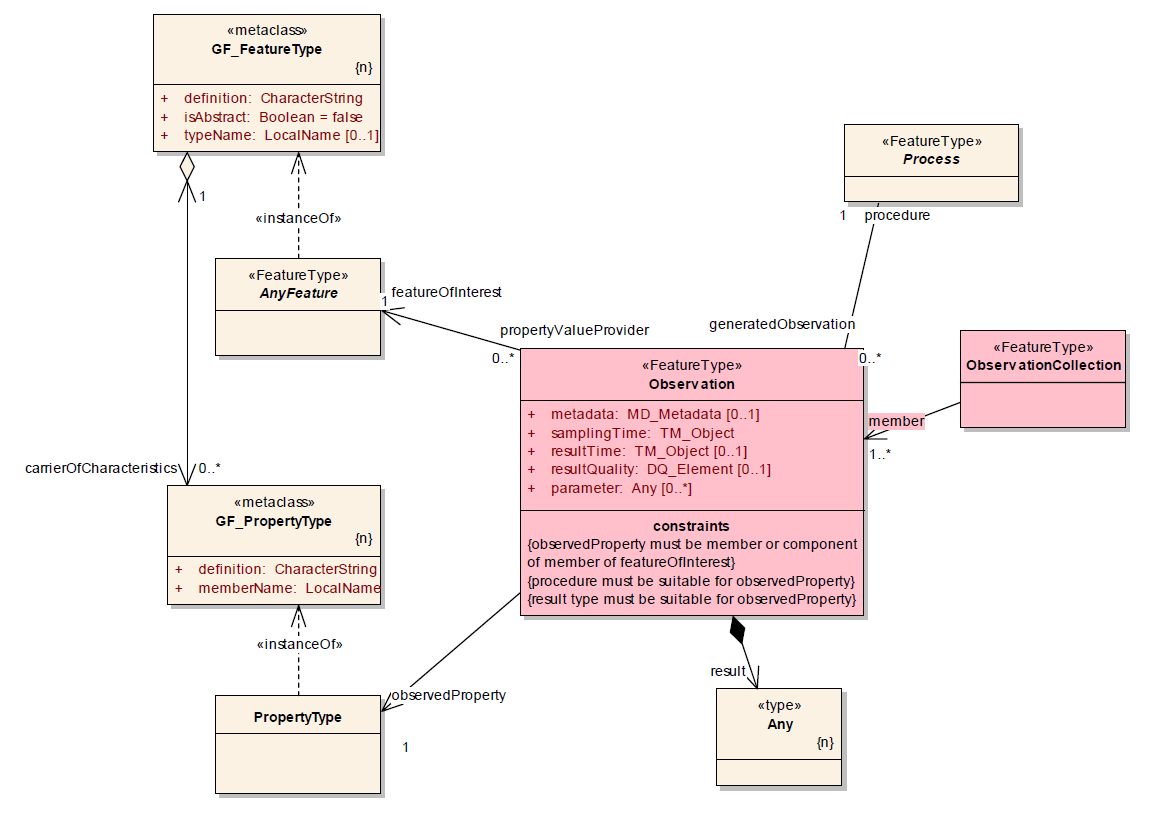 «metaclass»
GF_FeatureType
{n}
+ definition: CharacterString
+ isAbstract: Boolean = false
+ typeName: LocalName [0..1]
1
«instanceOf»
«FeatureType»
AnyFeature
1
featureOfInterest
propertyValueProvider
0..*
«FeatureType»
Process
1 procedure
generatedObservation
0..*
«FeatureType»
ObservationCollection
member
1..*
«FeatureType»
Observation
+ metadata: MD_Metadata [0..1]
+ samplingTime: TM_Object
+ resultTime: TM_Object [0..1]
+ resultQuality: DQ_Element [0..1]
+ parameter: Any [0..*]
constraints
{observedProperty must be member or component
of member of featureOfInterest}
{procedure must be suitable for observedProperty}
{result type must be suitable for observedProperty}
carrierOfCharacteristics 0..*
«metaclass»
GF_PropertyType
{n}
+ definition: CharacterString
+ memberName: LocalName
«instanceOf»
PropertyType
observedProperty
1
result
«type»
Any
{n}